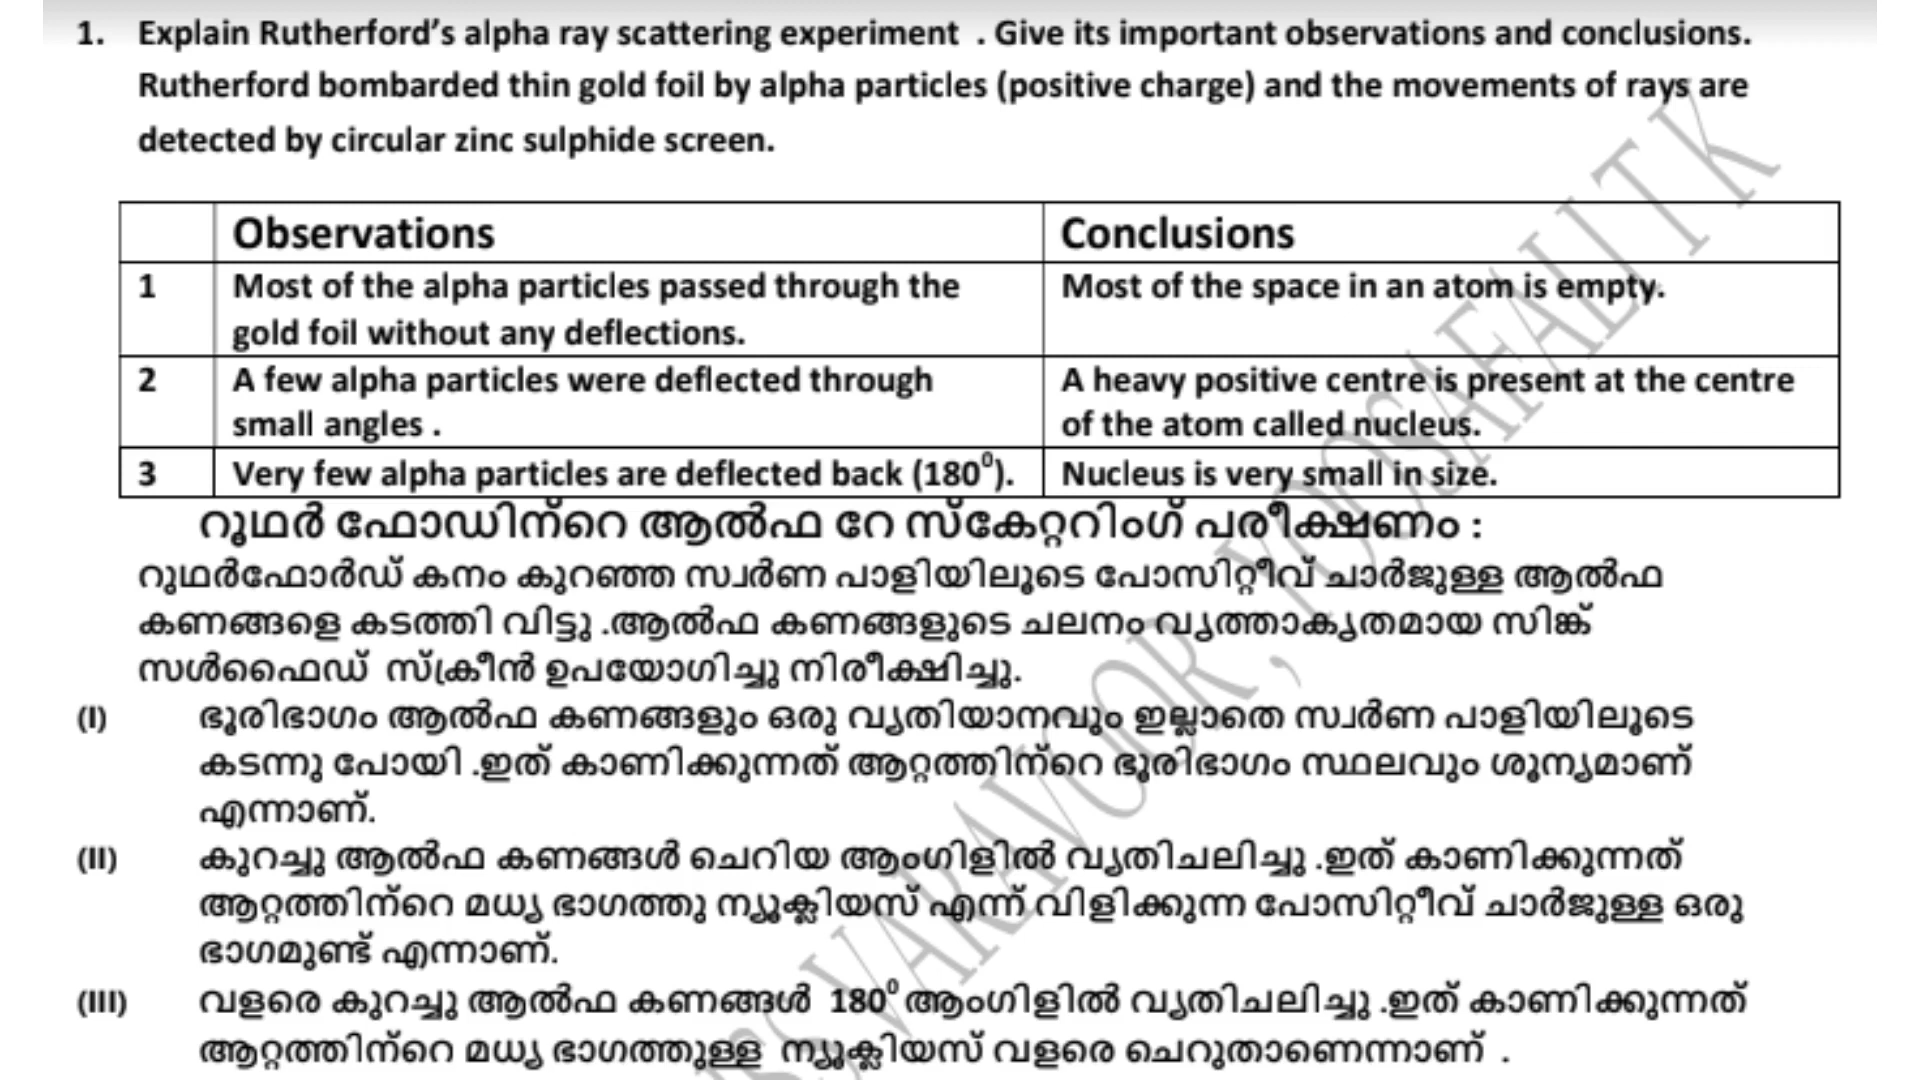 1. Explain Rutherford's alpha ray scattering experiment . Give its important observations and conclusions.
Rutherford bombarded thin gold foil by alpha particles (positive charge) and the movements of rays are
detected by circular zinc sulphide screen.
Observations Conclusions
1 Most of the alpha particles passed through the Most of the space in an atom is empty.
gold foil without any deflections.
2 A few alpha particles were deflected through A heavy positive centre is present at the centre
small angles . of the atom called nucleus.
3 Very few alpha particles are deflected back (180⁰). Nucleus is very small in size.
റൂഥർ ഫോഡിന്റെ ആൽഫ റേ സ്കേറ്ററിംഗ് പരീക്ഷണം :
റുഥർഫോർഡ് കനം കുറഞ്ഞ സ്വർണ പാളിയിലൂടെ പോസിറ്റീവ് ചാർജുള്ള ആൽഫ
കണങ്ങളെ കടത്തി വിട്ടു .ആൽഫ കണങ്ങളുടെ ചലനം വൃത്താകൃതമായ സിങ്ക്
സൾഫൈഡ് സ്ക്രീൻ ഉപയോഗിച്ചു നിരീക്ഷിച്ചു.
(I) ഭൂരിഭാഗം ആൽഫ കണങ്ങളും ഒരു വ്യതിയാനവും ഇല്ലാതെ സ്വർണ പാളിയിലൂടെ
കടന്നു പോയി .ഇത് കാണിക്കുന്നത് ആറ്റത്തിന്റെ ഭൂരിഭാഗം സ്ഥലവും ശൂന്യമാണ്
എന്നാണ്.
(II) കുറച്ചു ആൽഫ കണങ്ങൾ ചെറിയ ആംഗിളിൽ വ്യതിചലിച്ചു .ഇത് കാണിക്കുന്നത്
ആറ്റത്തിന്റെ മധ്യ ഭാഗത്തു ന്യൂക്ലിയസ് എന്ന് വിളിക്കുന്ന പോസിറ്റീവ് ചാർജുള്ള ഒരു
ഭാഗമുണ്ട് എന്നാണ്.
(III) വളരെ കുറച്ചു ആൽഫ കണങ്ങൾ 180⁰ ആംഗിളിൽ വ്യതിചലിച്ചു .ഇത് കാണിക്കുന്നത്
ആറ്റത്തിന്റെ മധ്യ ഭാഗത്തുള്ള ന്യൂക്ലിയസ് വളരെ ചെറുതാണെന്നാണ് .
VARAVOOR, YOOSAFALI T K